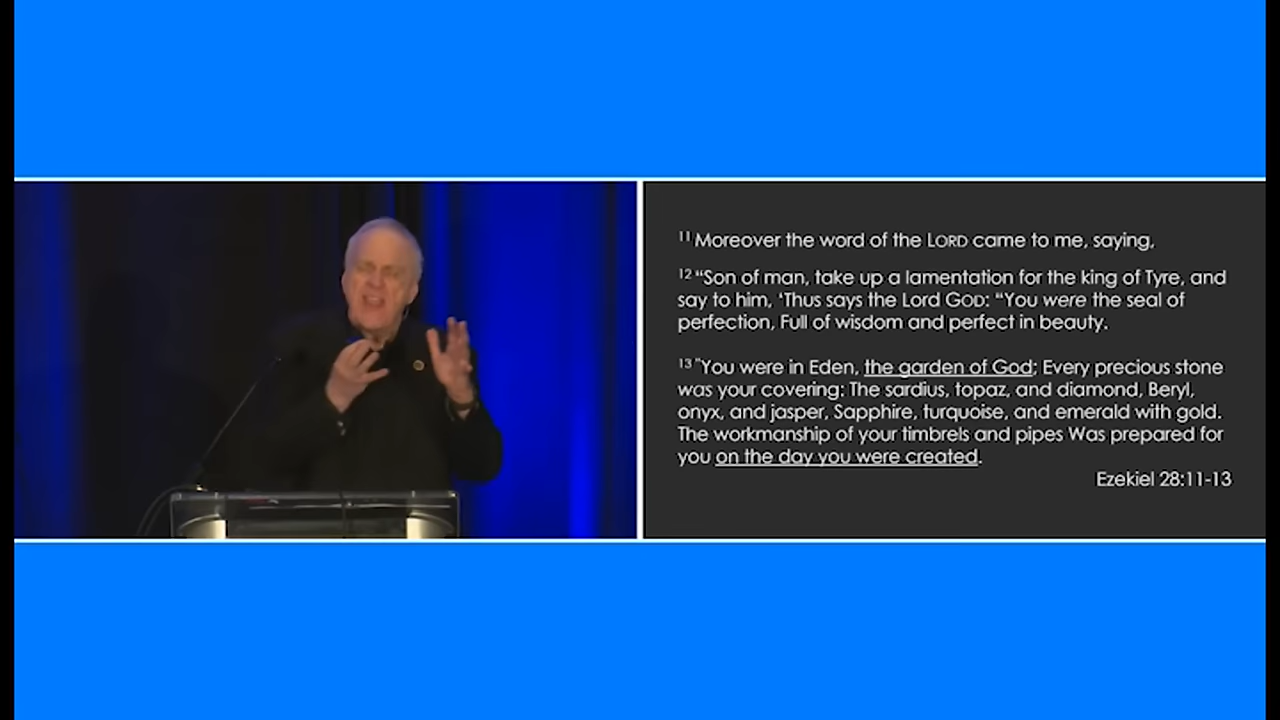 11 Moreover the word of the LORD came to me, saying,
12 “Son of man, take up a lamentation for the king of Tyre, and
say to him, ‘Thus says the Lord GOD: “You were the seal of
perfection, Full of wisdom and perfect in beauty.
13 "You were in Eden, the garden of God; Every precious stone
was your covering: The sardius, topaz, and diamond, Beryl,
onyx, and jasper, Sapphire, turquoise, and emerald with gold.
The workmanship of your timbrels and pipes Was prepared for
you on the day you were created.
Ezekiel 28:11-13